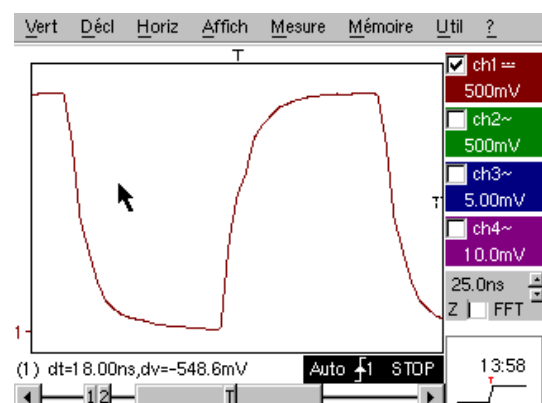 Vert Décl Horiz Affich Mesure Mémoire Util ?
T
ch1
500mV
ch2~
500mV
ch3~
5.00mV
ch4~
10.0mV
25.0ns
Z FFT
1
(1) dt=18.00ns,dv=-548.6mV
Auto 1 STOP
13:58
1 2 T